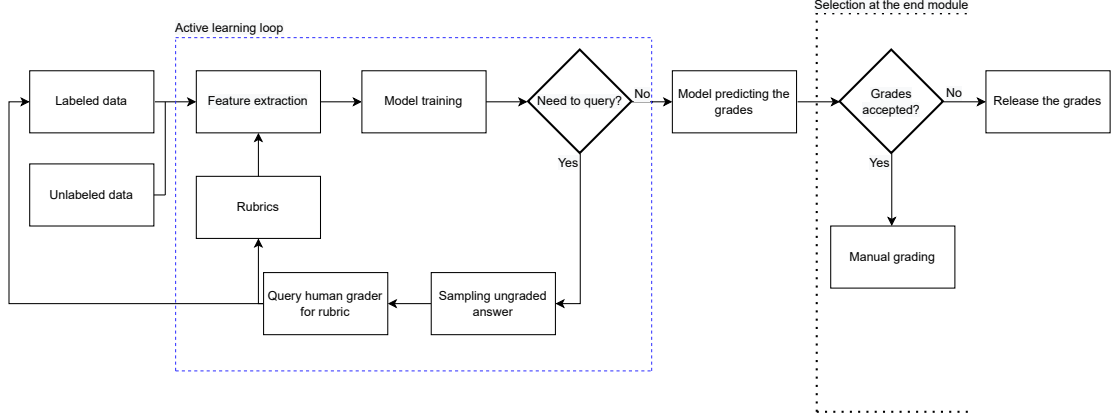 Selection at the end module
Active learning loop
Labeled data
Feature extraction
Model training
Need to query?
No
Model predicting the
grades
Grades
accepted?
No
Release the grades
Yes
Yes
Unlabeled data
Rubrics
Manual grading
Query human grader
for rubric
Sampling ungraded
answer